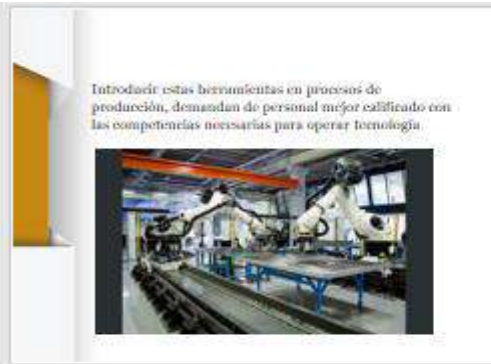 Introducir estas herramientas en procesos de
producción, demandan de personal mejor calificado con
las competencias necesarias para operar tecnología